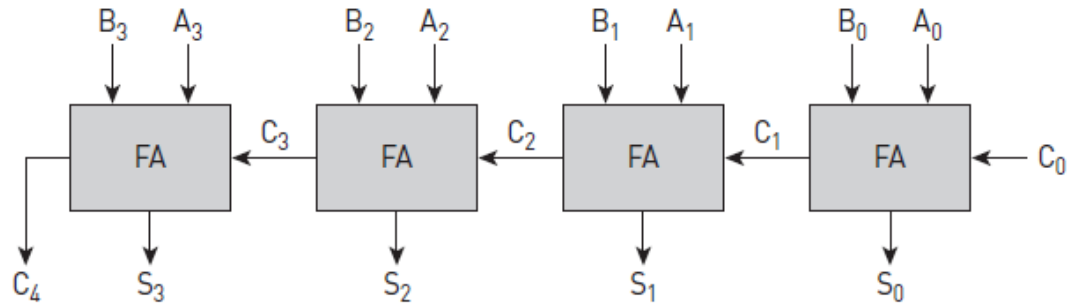 B₃ A₃ B₂ A₂ B₁ A₁ B₀ A₀
FA C₃ FA C₂ FA C₁ FA C₀
C₄ S₃ S₂ S₁ S₀